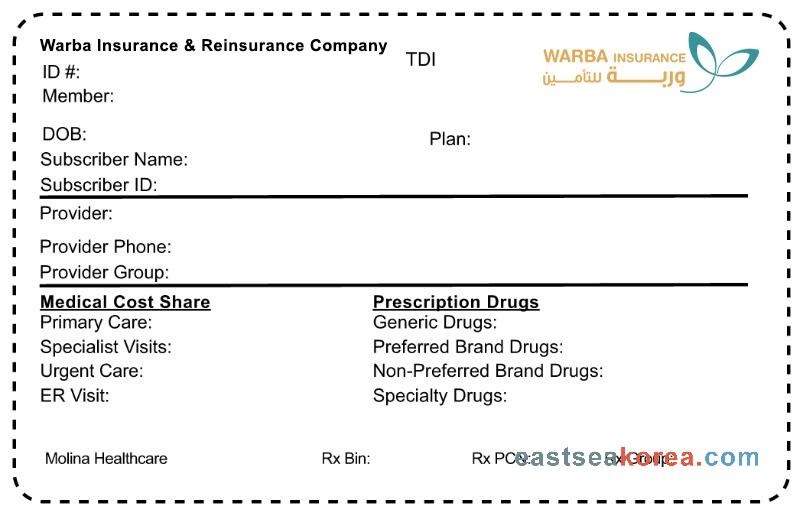 Warba Insurance & Reinsurance Company
TDI
WARBA INSURANCE
وربة للتأمين
ID #:
Member:
DOB:
Plan:
Subscriber Name:
Subscriber ID:
Provider:
Provider Phone:
Provider Group:
Medical Cost Share
Prescription Drugs
Primary Care:
Generic Drugs:
Specialist Visits:
Preferred Brand Drugs:
Urgent Care:
Non-Preferred Brand Drugs:
ER Visit:
Specialty Drugs:
Molina Healthcare
Rx Bin:
Rx PCN:
Rx Group:
eastseakorea.com